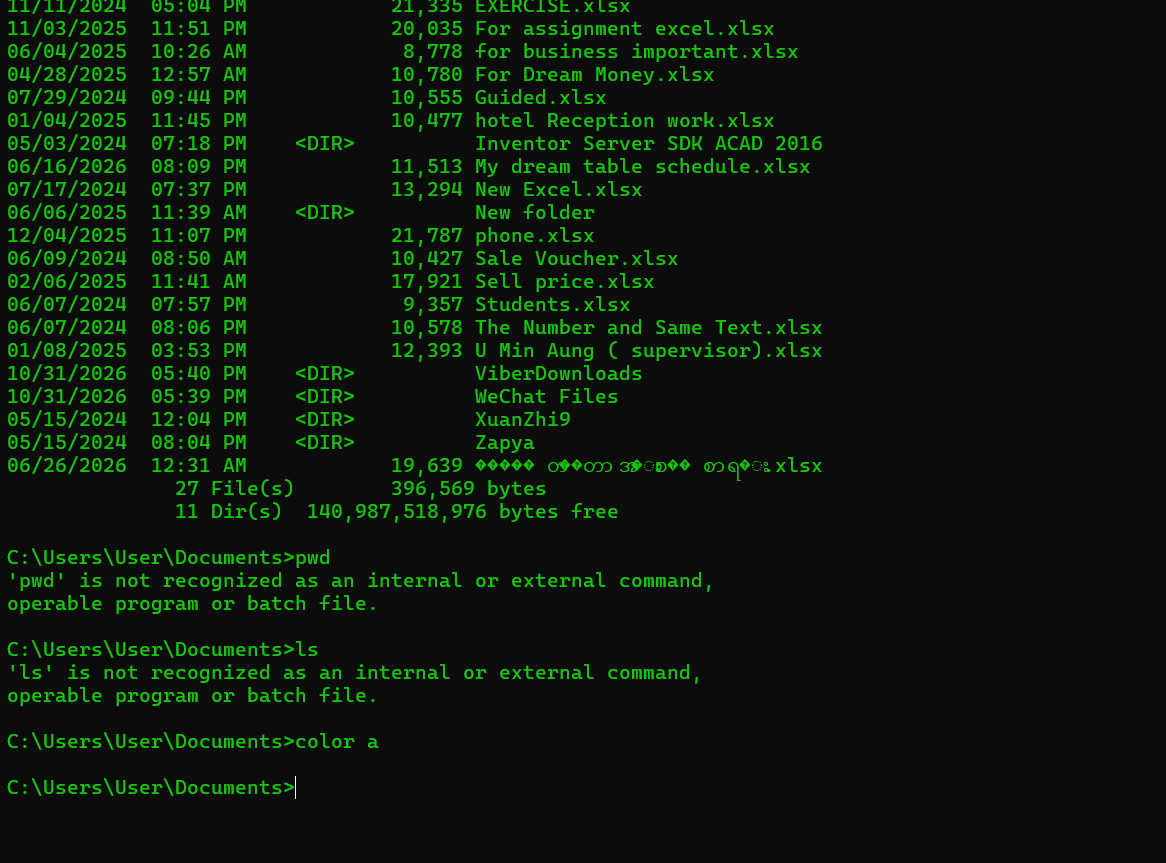 11/11/2024  05:04 PM            21,335 EXERCISE.xlsx
11/03/2025  11:51 PM            20,035 For assignment excel.xlsx
06/04/2025  10:26 AM             8,778 for business important.xlsx
04/28/2025  12:57 AM            10,780 For Dream Money.xlsx
07/29/2024  09:44 PM            10,555 Guided.xlsx
01/04/2025  11:45 PM            10,477 hotel Reception work.xlsx
05/03/2024  07:18 PM    <DIR>          Inventor Server SDK ACAD 2016
06/16/2026  08:09 PM            11,513 My dream table schedule.xlsx
07/17/2024  07:37 PM            13,294 New Excel.xlsx
06/06/2025  11:39 AM    <DIR>          New folder
12/04/2025  11:07 PM            21,787 phone.xlsx
06/09/2024  08:50 AM            10,427 Sale Voucher.xlsx
02/06/2025  11:41 AM            17,921 Sell price.xlsx
06/07/2024  07:57 PM             9,357 Students.xlsx
06/07/2024  08:06 PM            10,578 The Number and Same Text.xlsx
01/08/2025  03:53 PM            12,393 U Min Aung ( supervisor).xlsx
10/31/2026  05:40 PM    <DIR>          ViberDownloads
10/31/2026  05:39 PM    <DIR>          WeChat Files
05/15/2024  12:04 PM    <DIR>          XuanZhi9
05/15/2024  08:04 PM    <DIR>          Zapya
06/26/2026  12:31 AM            19,639 .xlsx
              27 File(s)        396,569 bytes
              11 Dir(s)  140,987,518,976 bytes free
C:\Users\User\Documents>pwd
'pwd' is not recognized as an internal or external command,
operable program or batch file.
C:\Users\User\Documents>ls
'ls' is not recognized as an internal or external command,
operable program or batch file.
C:\Users\User\Documents>color a
C:\Users\User\Documents>